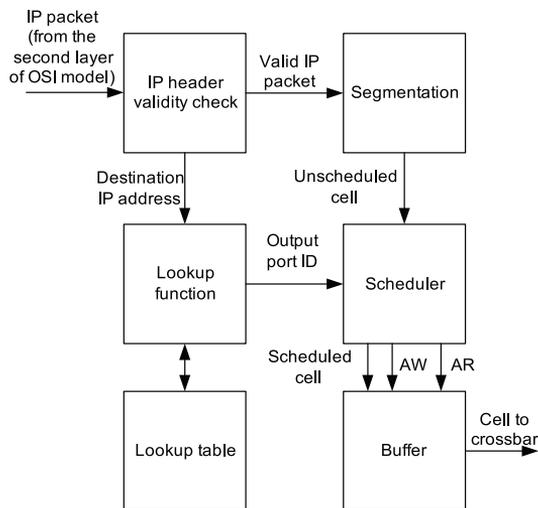 IP packet
(from the
second layer
of OSI model)
IP header
validity check
Valid IP
packet
Segmentation
Destination
IP address
Unscheduled
cell
Lookup
function
Output
port ID
Scheduler
Scheduled
cell
AW
AR
Lookup table
Buffer
Cell to
crossbar